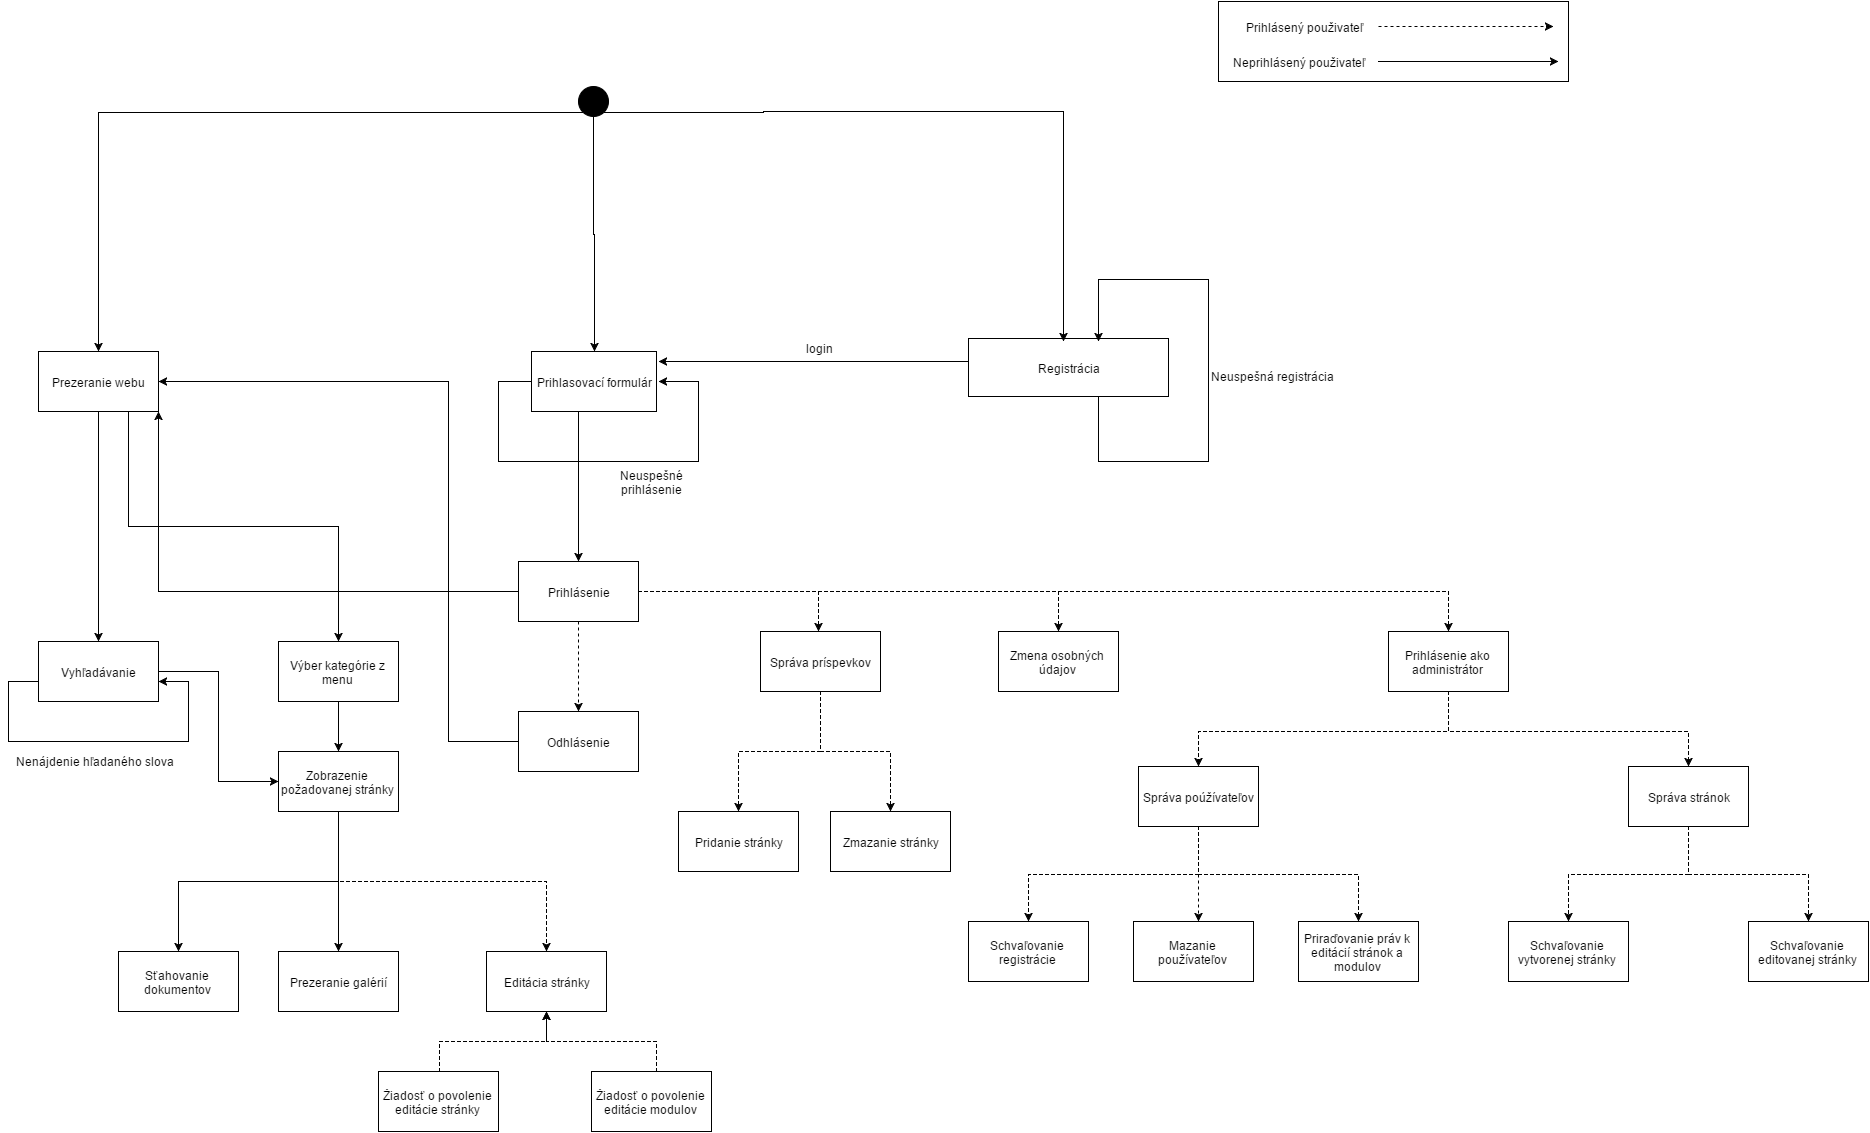 Prihlásený použivateľ
Neprihlásený použivateľ
login
Prezeranie webu
Prihlasovací formulár
Registrácia
Neuspešná registrácia
Neuspešné
prihlásenie
Prihlásenie
Vyhľadávanie
Výber kategórie z
menu
Správa príspevkov
Zmena osobných
údajov
Prihlásenie ako
administrátor
Odhlásenie
Nenájdenie hľadaného slova
Zobrazenie
požadovanej stránky
Správa poúžívateľov
Správa stránok
Pridanie stránky
Zmazanie stránky
Schvaľovanie
registrácie
Mazanie
používateľov
Priraďovanie práv k
editácií stránok a
modulov
Schvaľovanie
vytvorenej stránky
Schvaľovanie
editovanej stránky
Sťahovanie
dokumentov
Prezeranie galérií
Editácia stránky
Žiadosť o povolenie
editácie stránky
Žiadosť o povolenie
editácie modulov